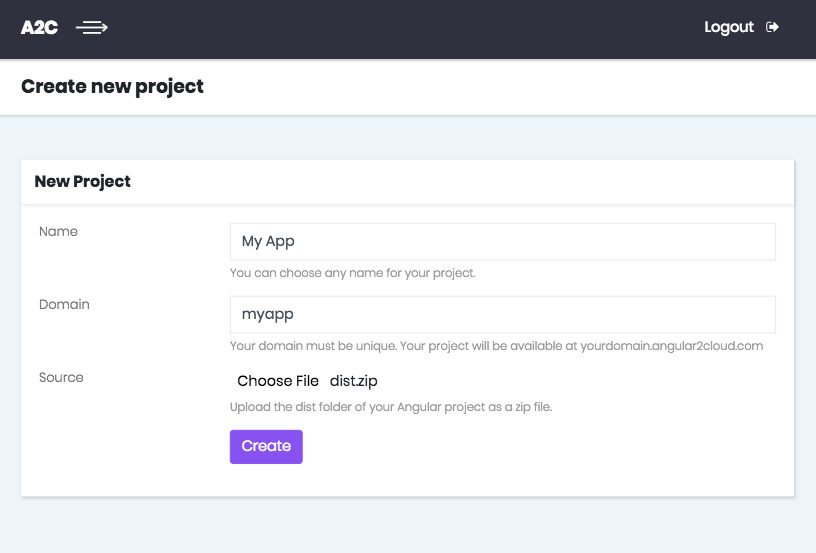 A2C
Logout
Create new project
New Project
Name
My App
You can choose any name for your project.
Domain
myapp
Your domain must be unique. Your project will be available at yourdomain.angular2cloud.com
Source
Choose File dist.zip
Upload the dist folder of your Angular project as a zip file.
Create